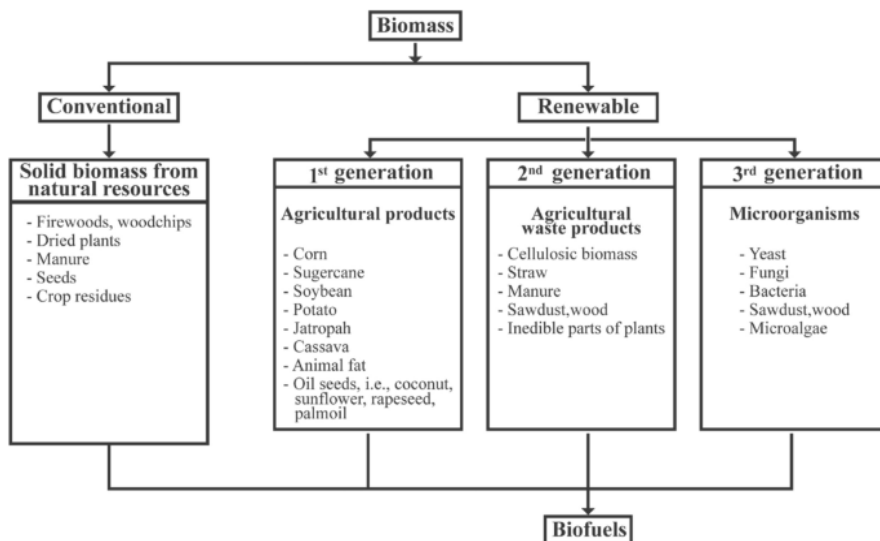 Biomass
Conventional
Renewable
Solid biomass from
natural resources
- Firewoods, woodchips
- Dried plants
- Manure
- Seeds
- Crop residues
1st generation
Agricultural products
- Corn
- Sugercane
- Soybean
- Potato
- Jatropah
- Cassava
- Animal fat
- Oil seeds, i.e., coconut,
sunflower, rapeseed,
palmoil
2nd generation
Agricultural
waste products
- Cellulosic biomass
- Straw
- Manure
- Sawdust,wood
- Inedible parts of plants
3rd generation
Microorganisms
- Yeast
- Fungi
- Bacteria
- Sawdust,wood
- Microalgae
Biofuels